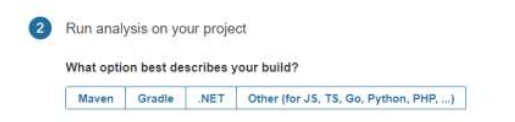 2 Run analysis on your project
What option best describes your build?
Maven Gradle .NET Other (for JS, TS, Go, Python, PHP, ...)